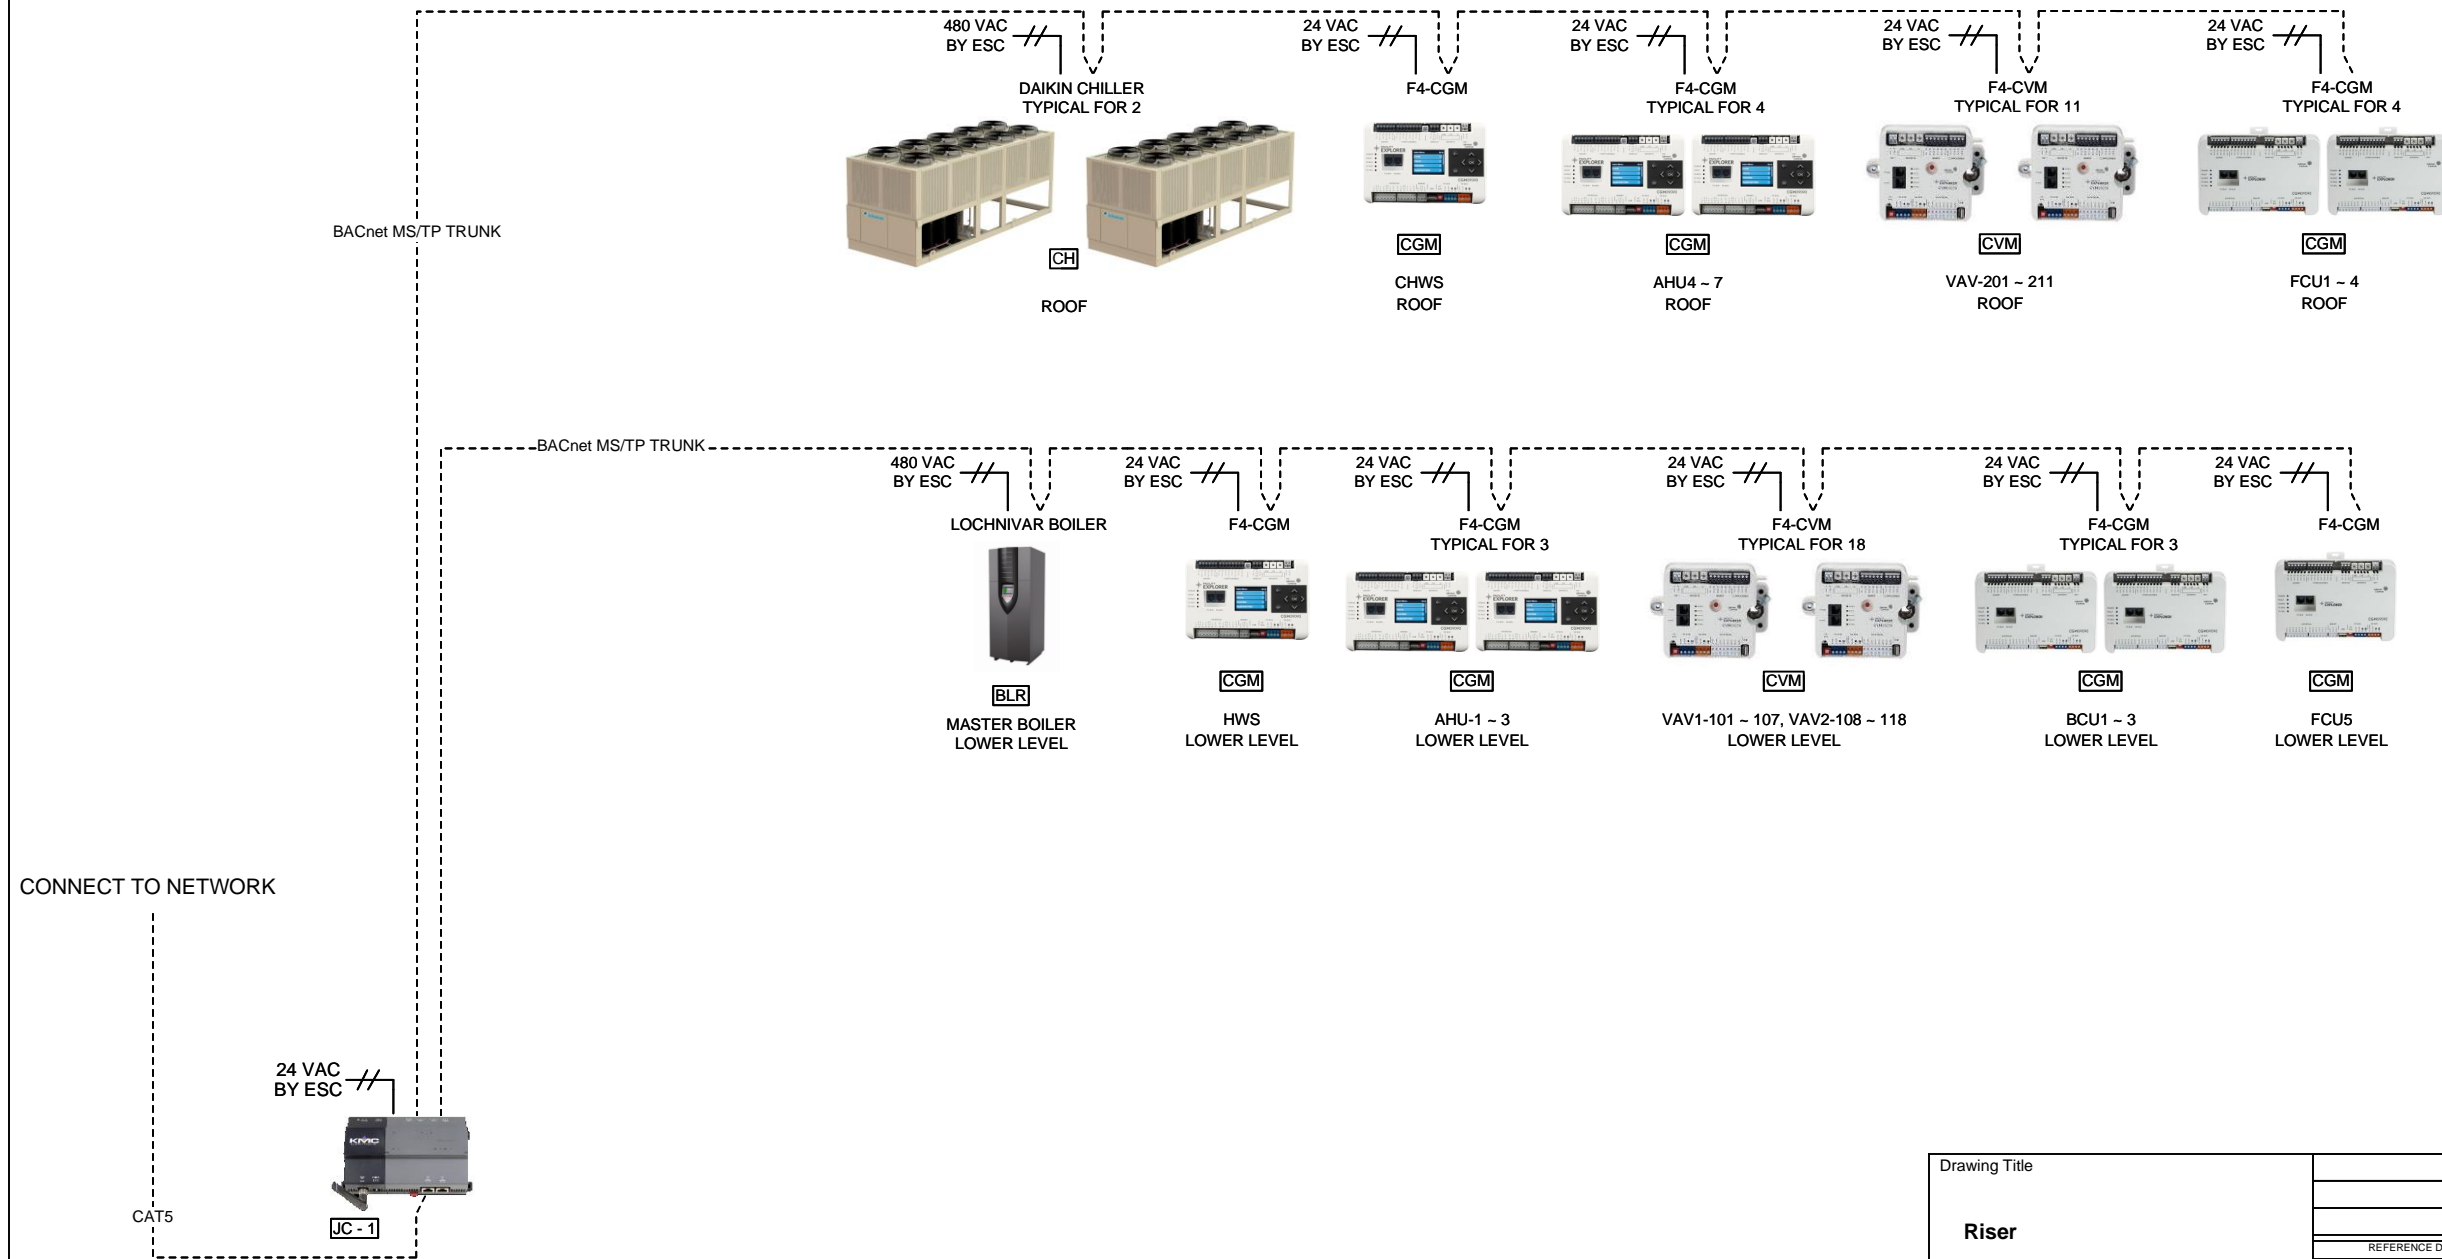 480 VAC
BY ESC
24 VAC
BY ESC
24 VAC
BY ESC
24 VAC
BY ESC
24 VAC
BY ESC
DAIKIN CHILLER
TYPICAL FOR 2
F4-CGM
F4-CGM
TYPICAL FOR 4
F4-CVM
TYPICAL FOR 11
F4-CGM
TYPICAL FOR 4
EXPLORER
EXPLORER
EXPLORER
BACnet MS/TP TRUNK
CH
CGM
CGM
CVM
CGM
ROOF
CHWS
ROOF
AHU4 ~ 7
ROOF
VAV-201 ~ 211
ROOF
FCU1 ~ 4
ROOF
BACnet MS/TP TRUNK
480 VAC
BY ESC
24 VAC
BY ESC
24 VAC
BY ESC
24 VAC
BY ESC
24 VAC
BY ESC
24 VAC
BY ESC
LOCHNIVAR BOILER
F4-CGM
F4-CGM
TYPICAL FOR 3
F4-CVM
TYPICAL FOR 18
F4-CGM
TYPICAL FOR 3
F4-CGM
EXPLORER
EXPLORER
EXPLORER
BLR
CGM
CGM
CVM
CGM
CGM
MASTER BOILER
LOWER LEVEL
HWS
LOWER LEVEL
AHU-1 ~ 3
LOWER LEVEL
VAV1-101 ~ 107, VAV2-108 ~ 118
LOWER LEVEL
BCU1 ~ 3
LOWER LEVEL
FCU5
LOWER LEVEL
CONNECT TO NETWORK
24 VAC
BY ESC
KMC
CAT5
JC - 1
Drawing Title
Riser
REFERENCE D